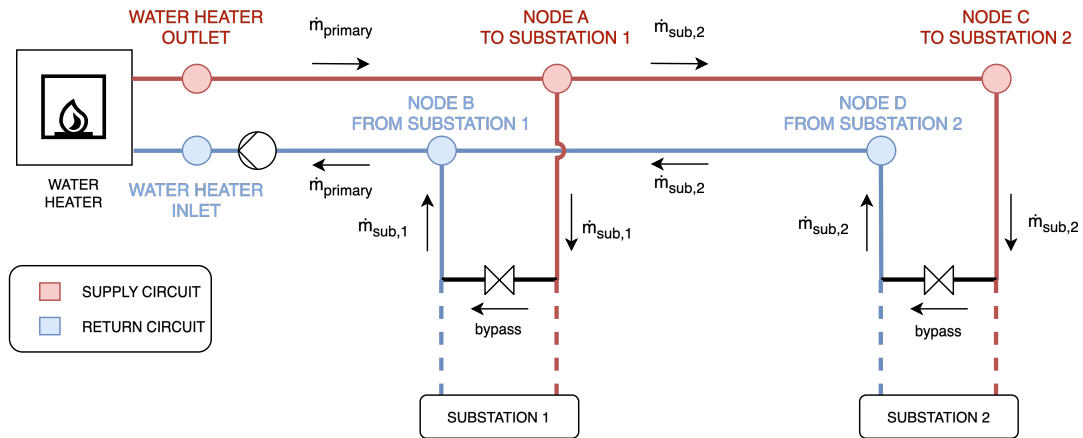 WATER HEATER
OUTLET
ṁprimary
NODE A
TO SUBSTATION 1
ṁsub,2
NODE C
TO SUBSTATION 2
NODE B
FROM SUBSTATION 1
NODE D
FROM SUBSTATION 2
WATER
HEATER
WATER HEATER
INLET
ṁprimary
ṁsub,2
ṁsub,1
ṁsub,1
ṁsub,2
ṁsub,2
SUPPLY CIRCUIT
RETURN CIRCUIT
bypass
bypass
SUBSTATION 1
SUBSTATION 2